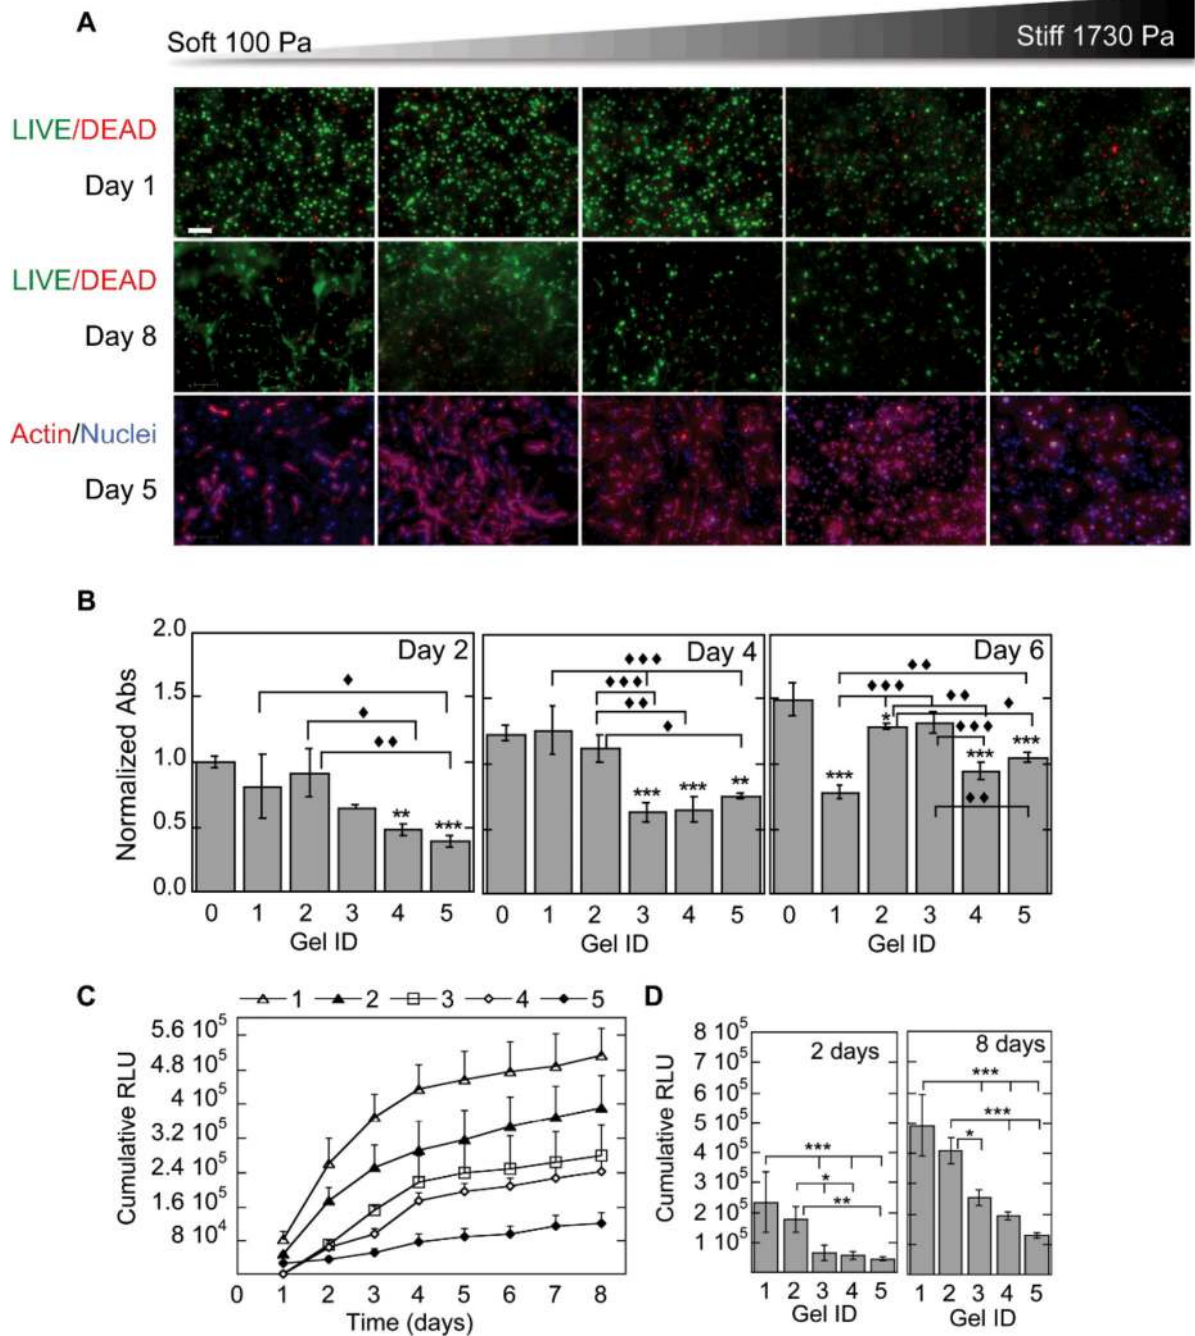 A
Soft 100 Pa
Stiff 1730 Pa
LIVE/DEAD
Day 1
LIVE/DEAD
Day 8
Actin/Nuclei
Day 5
B
Normalized Abs
2.0
1.5
1.0
0.5
0.0
Day 2
♦
♦
♦♦
**
***
0 1 2 3 4 5
Gel ID
Day 4
♦♦♦
♦♦♦
♦♦
♦
***
***
**
0 1 2 3 4 5
Gel ID
Day 6
♦♦
♦♦♦
♦♦
♦
♦♦♦
*
***
***
***
♦♦
0 1 2 3 4 5
Gel ID
C
1 2 3 4 5
Cumulative RLU
5.6 10⁵
4.8 10⁵
4 10⁵
3.2 10⁵
2.4 10⁵
1.6 10⁵
8 10⁴
0 1 2 3 4 5 6 7 8
Time (days)
D
Cumulative RLU
8 10⁵
7 10⁵
6 10⁵
5 10⁵
4 10⁵
3 10⁵
2 10⁵
1 10⁵
2 days
***
*
**
1 2 3 4 5
Gel ID
8 days
***
***
*
1 2 3 4 5
Gel ID